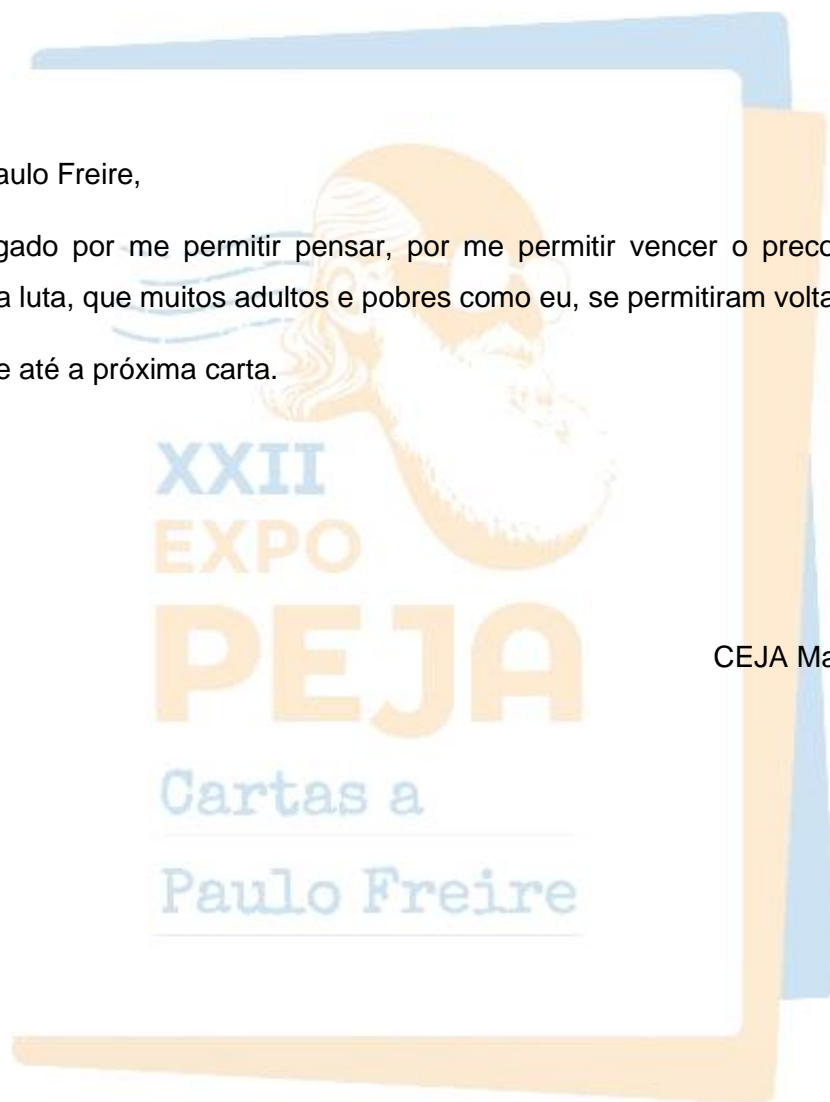 aulo Freire,
gado por me permitir pensar, por me permitir vencer o preco
a luta, que muitos adultos e pobres como eu, se permitiram volta
e até a próxima carta.
XXII
EXPO
PEJA
CEJA Ma
Cartas a
Paulo Freire